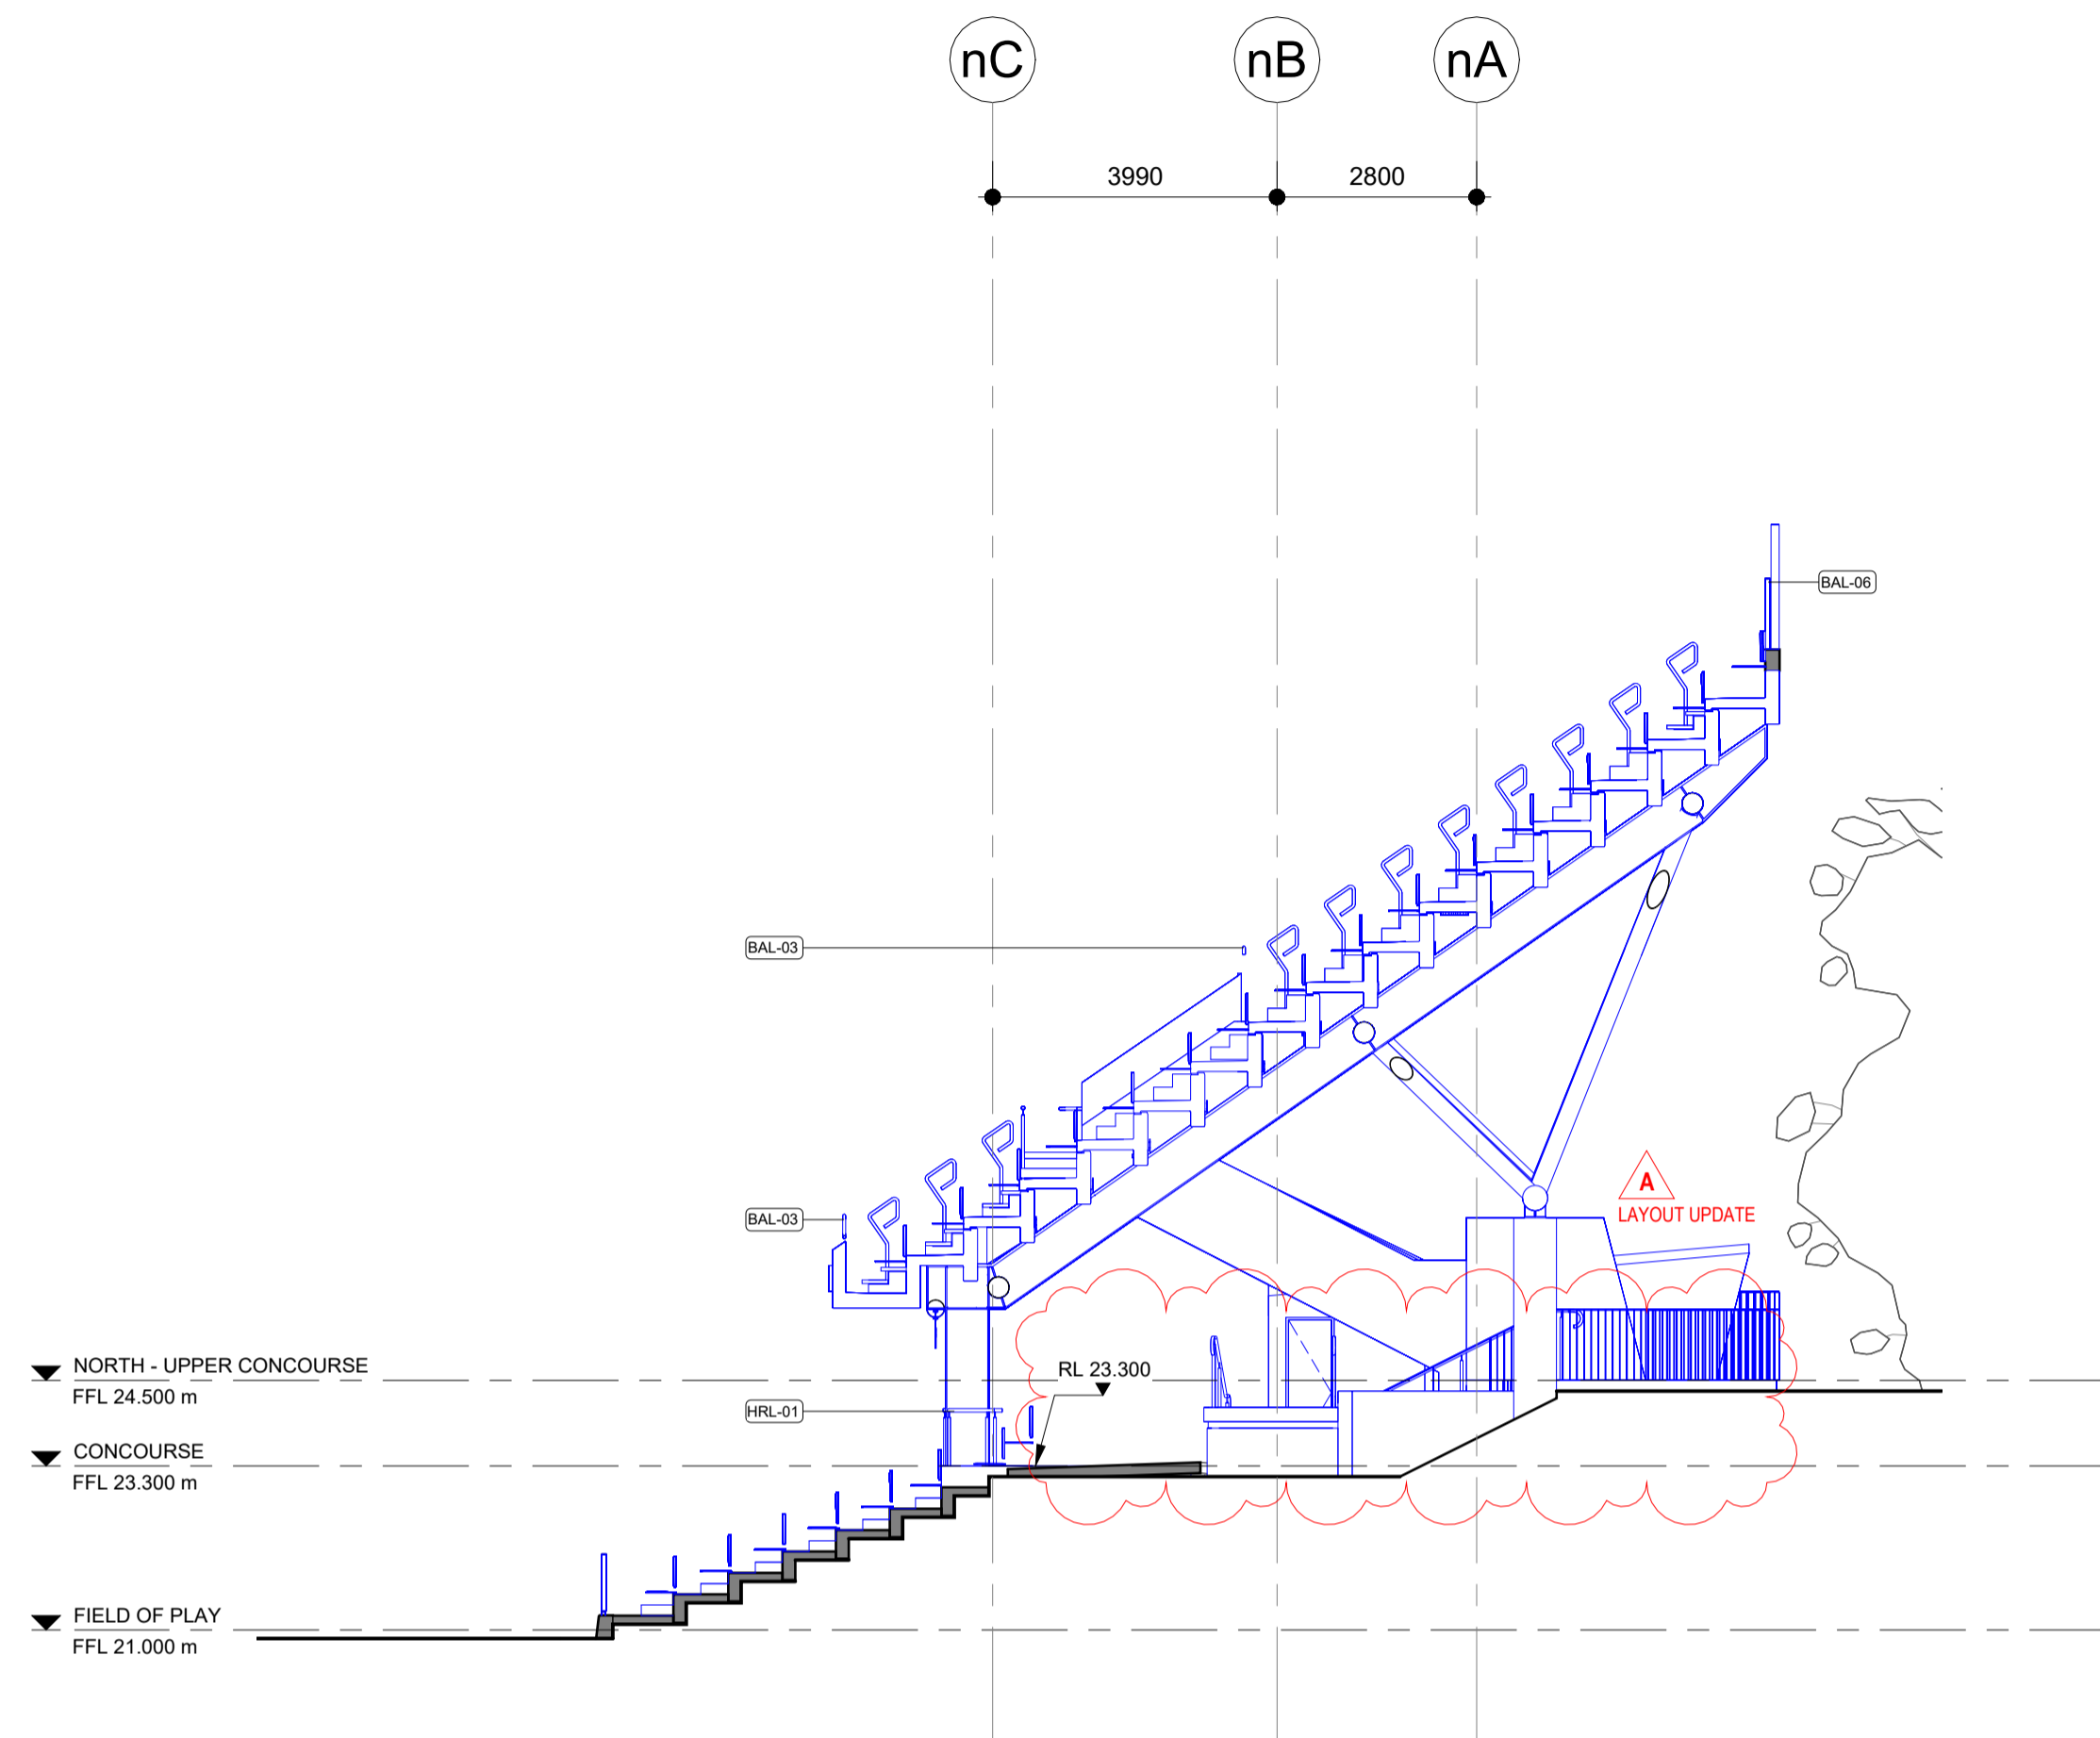 nC
nB
nA
3990
2800
BAL-06
BAL-03
A
LAYOUT UPDATE
BAL-03
NORTH - UPPER CONCOURSE
FFL 24.500 m
RL 23.300
HRL-01
CONCOURSE
FFL 23.300 m
FIELD OF PLAY
FFL 21.000 m